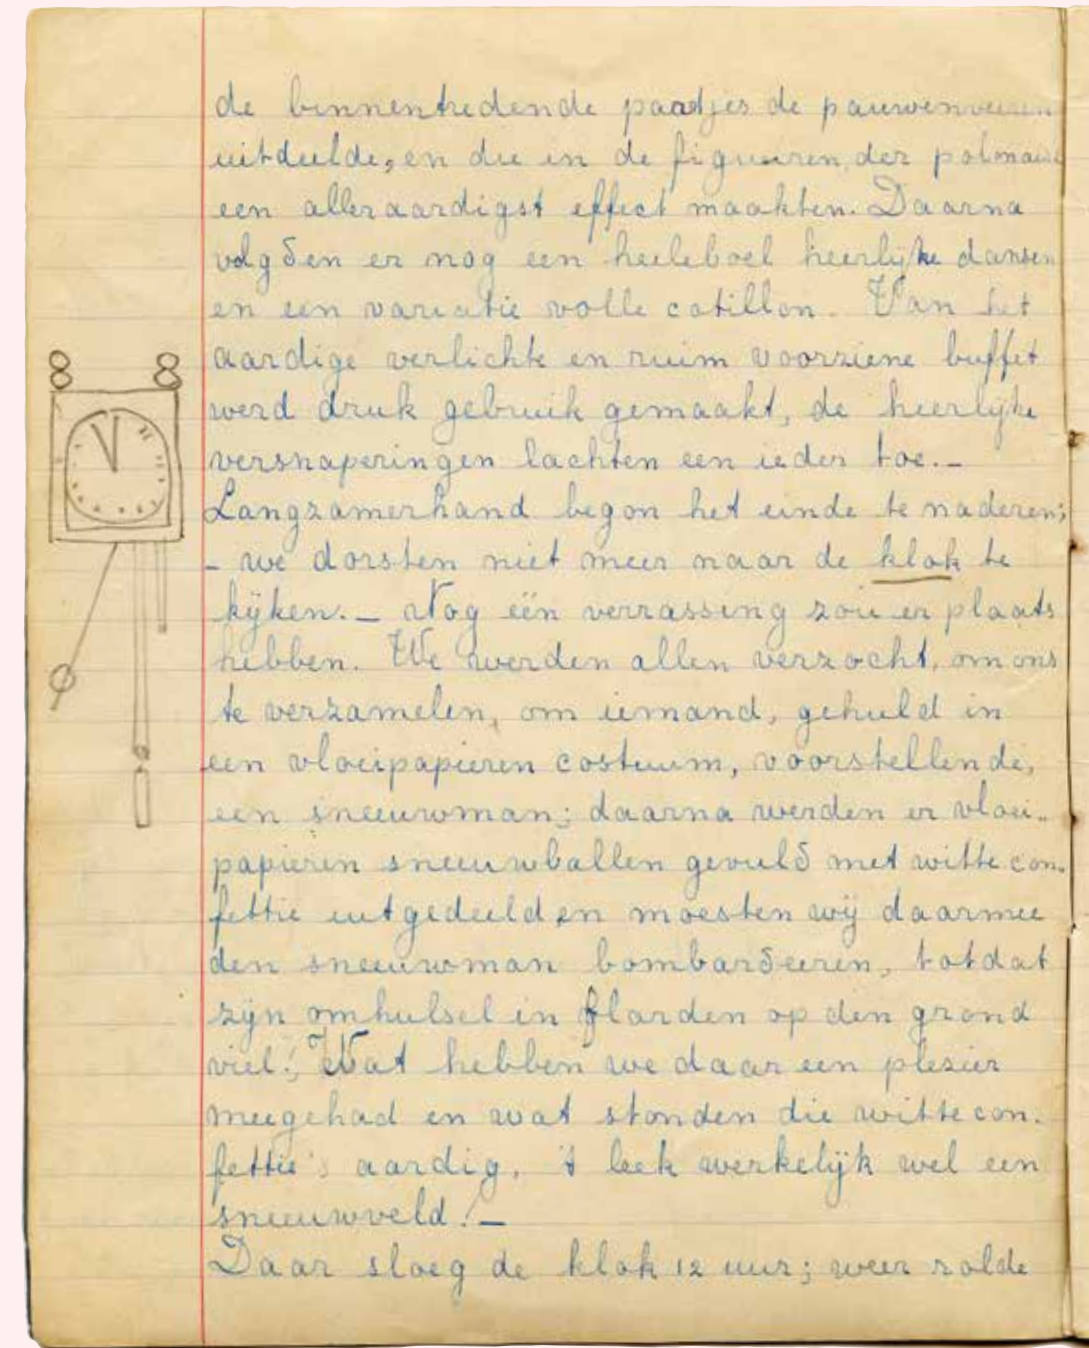 de binnentredende paartjes de pauwenveeren
uitdeelde, en die in de figuuren, der polonaise
een alleraardigst effect maakten. Daarna
volgden er nog een heeleboel heerlijke dansen
en een variatie volle cotillon. Van het
aardige verlichte en ruim voorziene buffet
werd druk gebruik gemaakt, de heerlijke
versnaperingen lachten een ieder toe.-
Langzamerhand begon het einde te naderen;
- we dorsten niet meer naar de klok te
kijken.- Nog één verrassing zou er plaats
hebben. We werden allen verzocht, om ons
te verzamelen, om iemand, gehuld in
een vloeipapieren costuum, voorstellende,
een sneeuwman; daarna werden er vloei-
papieren sneeuwballen gevuld met witte con-
fettie uitgedeeld en moesten wij daarmee
den sneeuwman bombardeeren, totdat
zijn omhulsel in flarden op den grond
viel! Wat hebben we daar een plezier
meegehad en wat stonden die witte con-
fettie's aardig, 't leek werkelijk wel een
sneeuwveld!-
Daar sloeg de klok 12 uur; weer rolde